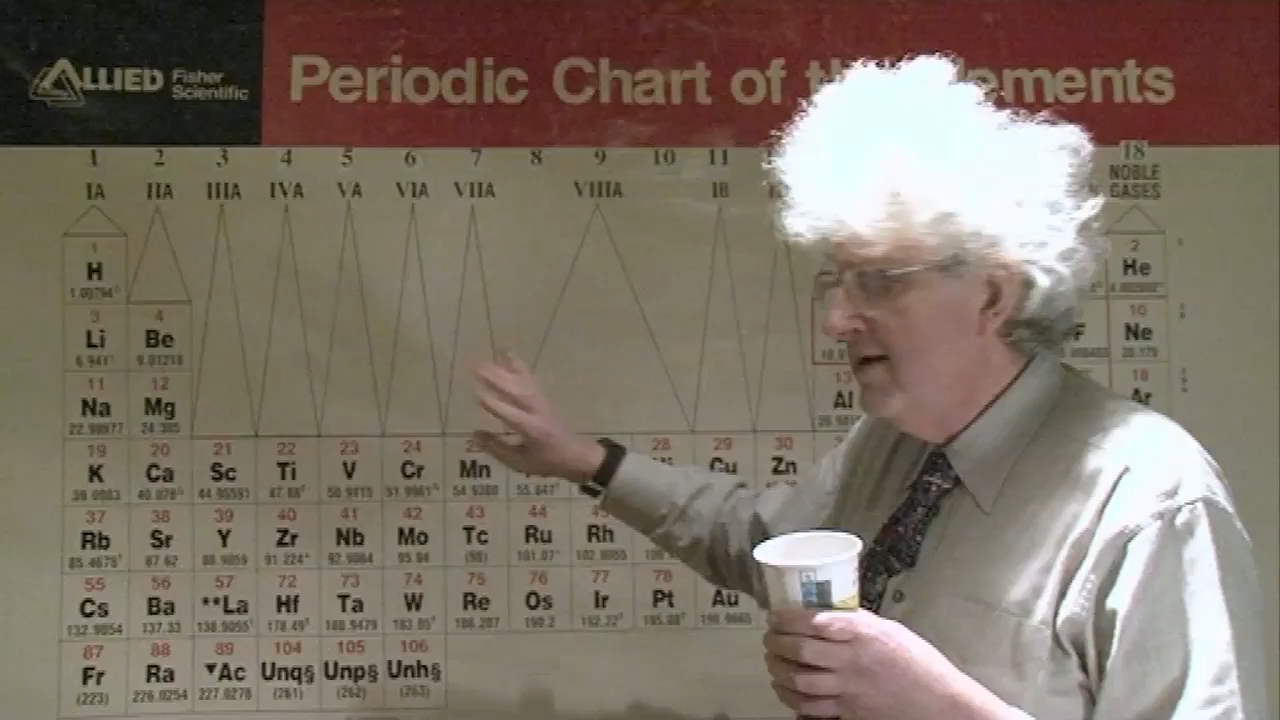 ALLIED Fisher Scientific
Periodic Chart of ements
1 2 3 4 5 6 7 8 9 10 11 18
IA IIA IIIA IVA VA VIA VIIA VIIIA IB NOBLE GASES
1 2
H He
1.00794
3 4 10
Li Be F Ne
6.941 9.01218 20.179
11 12 13 18
Na Mg Al Ar
22.98977 24.305
19 20 21 22 23 24 28 29 30
K Ca Sc Ti V Cr Mn Cu Zn
39.0983 40.078 44.95591 47.88 50.9415 51.9961 54.9380 55.847
37 38 39 40 41 42 43 44
Rb Sr Y Zr Nb Mo Tc Ru Rh
85.4678 87.62 88.9059 91.224 92.9064 95.94 (98) 101.07 102.9055
55 56 57 72 73 74 75 76 77 78
Cs Ba **La Hf Ta W Re Os Ir Pt Au
132.9054 137.33 138.9055 178.49 180.9479 183.85 186.207 190.2 192.22 195.08 196.9665
87 88 89 104 105 106
Fr Ra ▼Ac Unq§ Unp§ Unh§
(223) 226.0254 227.0278 (261) (262) (263)